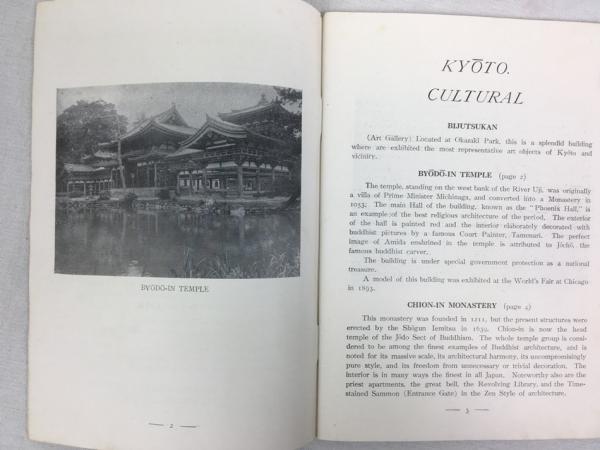 BYODO-IN TEMPLE
— 2 —
KYŌTO.
CULTURAL
BIJUTSUKAN
(Art Gallery) Located at Okazaki Park, this is a splendid building
where are exhibited the most representative art objects of Kyōto and
vicinity.
BYŌDŌ-IN TEMPLE (page 2)
The temple, standing on the west bank of the River Uji, was originally
a villa of Prime Minister Michinaga, and converted into a Monastery in
1053; The main Hall of the building, known as the "Phoenix Hall," is
an example of the best religious architecture of the period. The exterior
of the hall is painted red and the interior elaborately decorated with
buddhist pictures by a famous Court Painter, Tamenari. The perfect
image of Amida enshrined in the temple is attributed to Jōchō, the
famous buddhist carver.
The building is under special government protection as a national
treasure.
A model of this building was exhibited at the World's Fair at Chicago
in 1893.
CHION-IN MONASTERY (page 4)
This monastery was founded in 1211, but the present structures were
erected by the Shōgun Iemitsu in 1639. Chion-in is now the head
temple of the Jōdo Sect of Buddhism. The whole temple group is consi-
dered to be among the finest examples of Buddhist architecture, and is
noted for its massive scale, its architectural harmony, its uncompromisingly
pure style, and its freedom from unnecessary or trivial decoration. The
interior is in many ways the finest in all Japan. Noteworthy also are the
priest apartments, the great bell, the Revolving Library, and the Time-
stained Sammon (Entrance Gate) in the Zen Style of architecture.
— 3 —